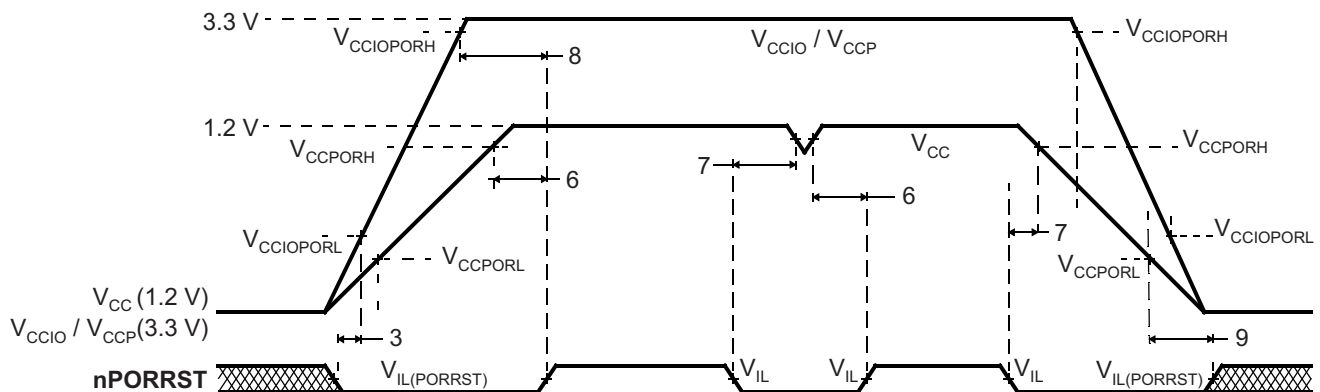 3.3 V
V_CCIOPORH
8
V_CCIO / V_CCP
V_CCIOPORH
1.2 V
V_CCPORH
6
7
V_CC
6
7
V_CCPORH
V_CCIOPORL
V_CCPORL
V_CCPORL
V_CCIOPORL
V_CC (1.2 V)
V_CCIO / V_CCP(3.3 V)
3
9
nPORRST
V_IL(PORRST)
V_IL
V_IL
V_IL
V_IL(PORRST)